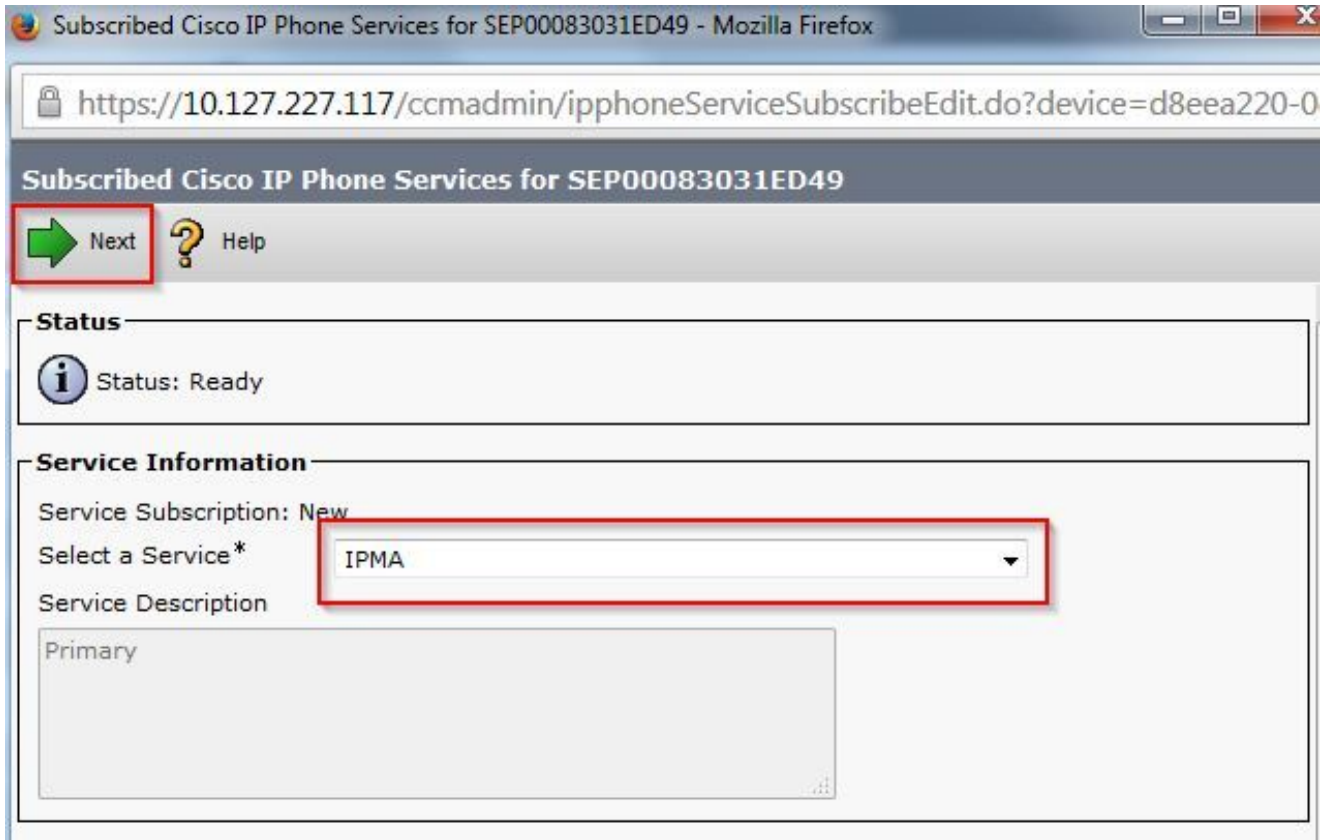 Subscribed Cisco IP Phone Services for SEP00083031ED49 - Mozilla Firefox
https://10.127.227.117/ccmadmin/ipphoneServiceSubscribeEdit.do?device=d8eea220-0
Subscribed Cisco IP Phone Services for SEP00083031ED49
Next Help
Status
Status: Ready
Service Information
Service Subscription: New
Select a Service* IPMA
Service Description
Primary